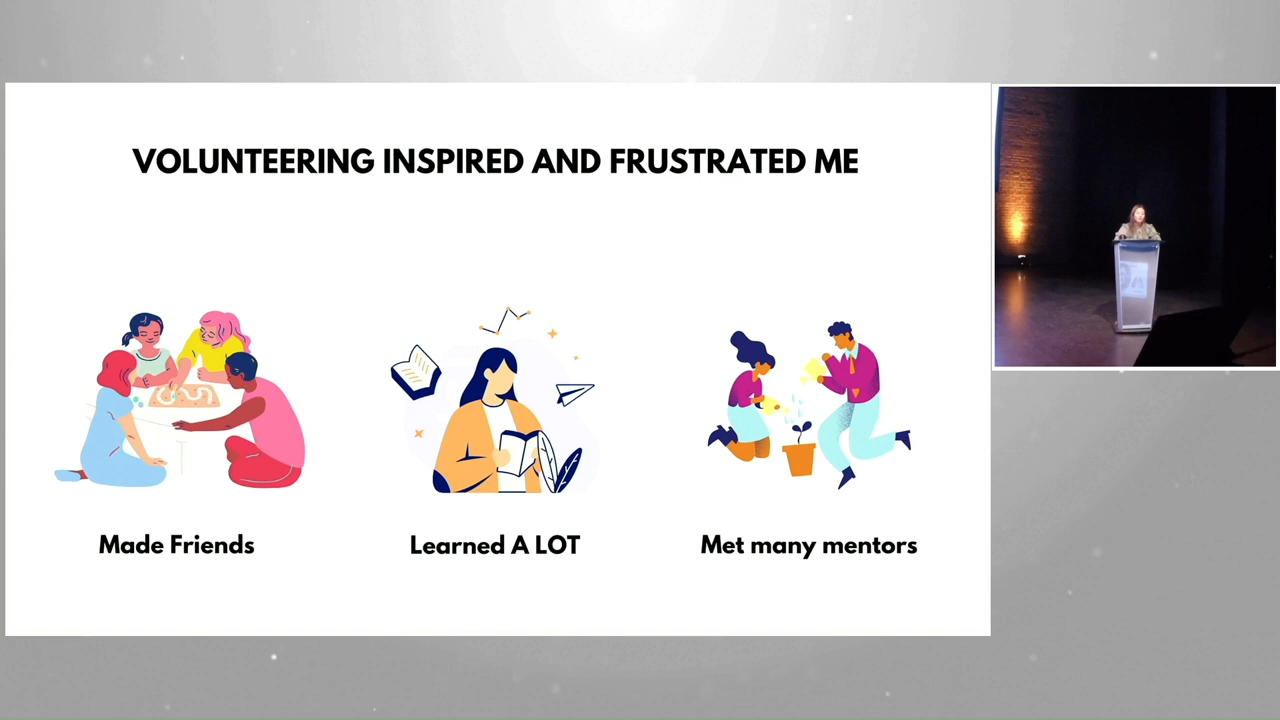 VOLUNTEERING INSPIRED AND FRUSTRATED ME
Made Friends
Learned A LOT
Met many mentors